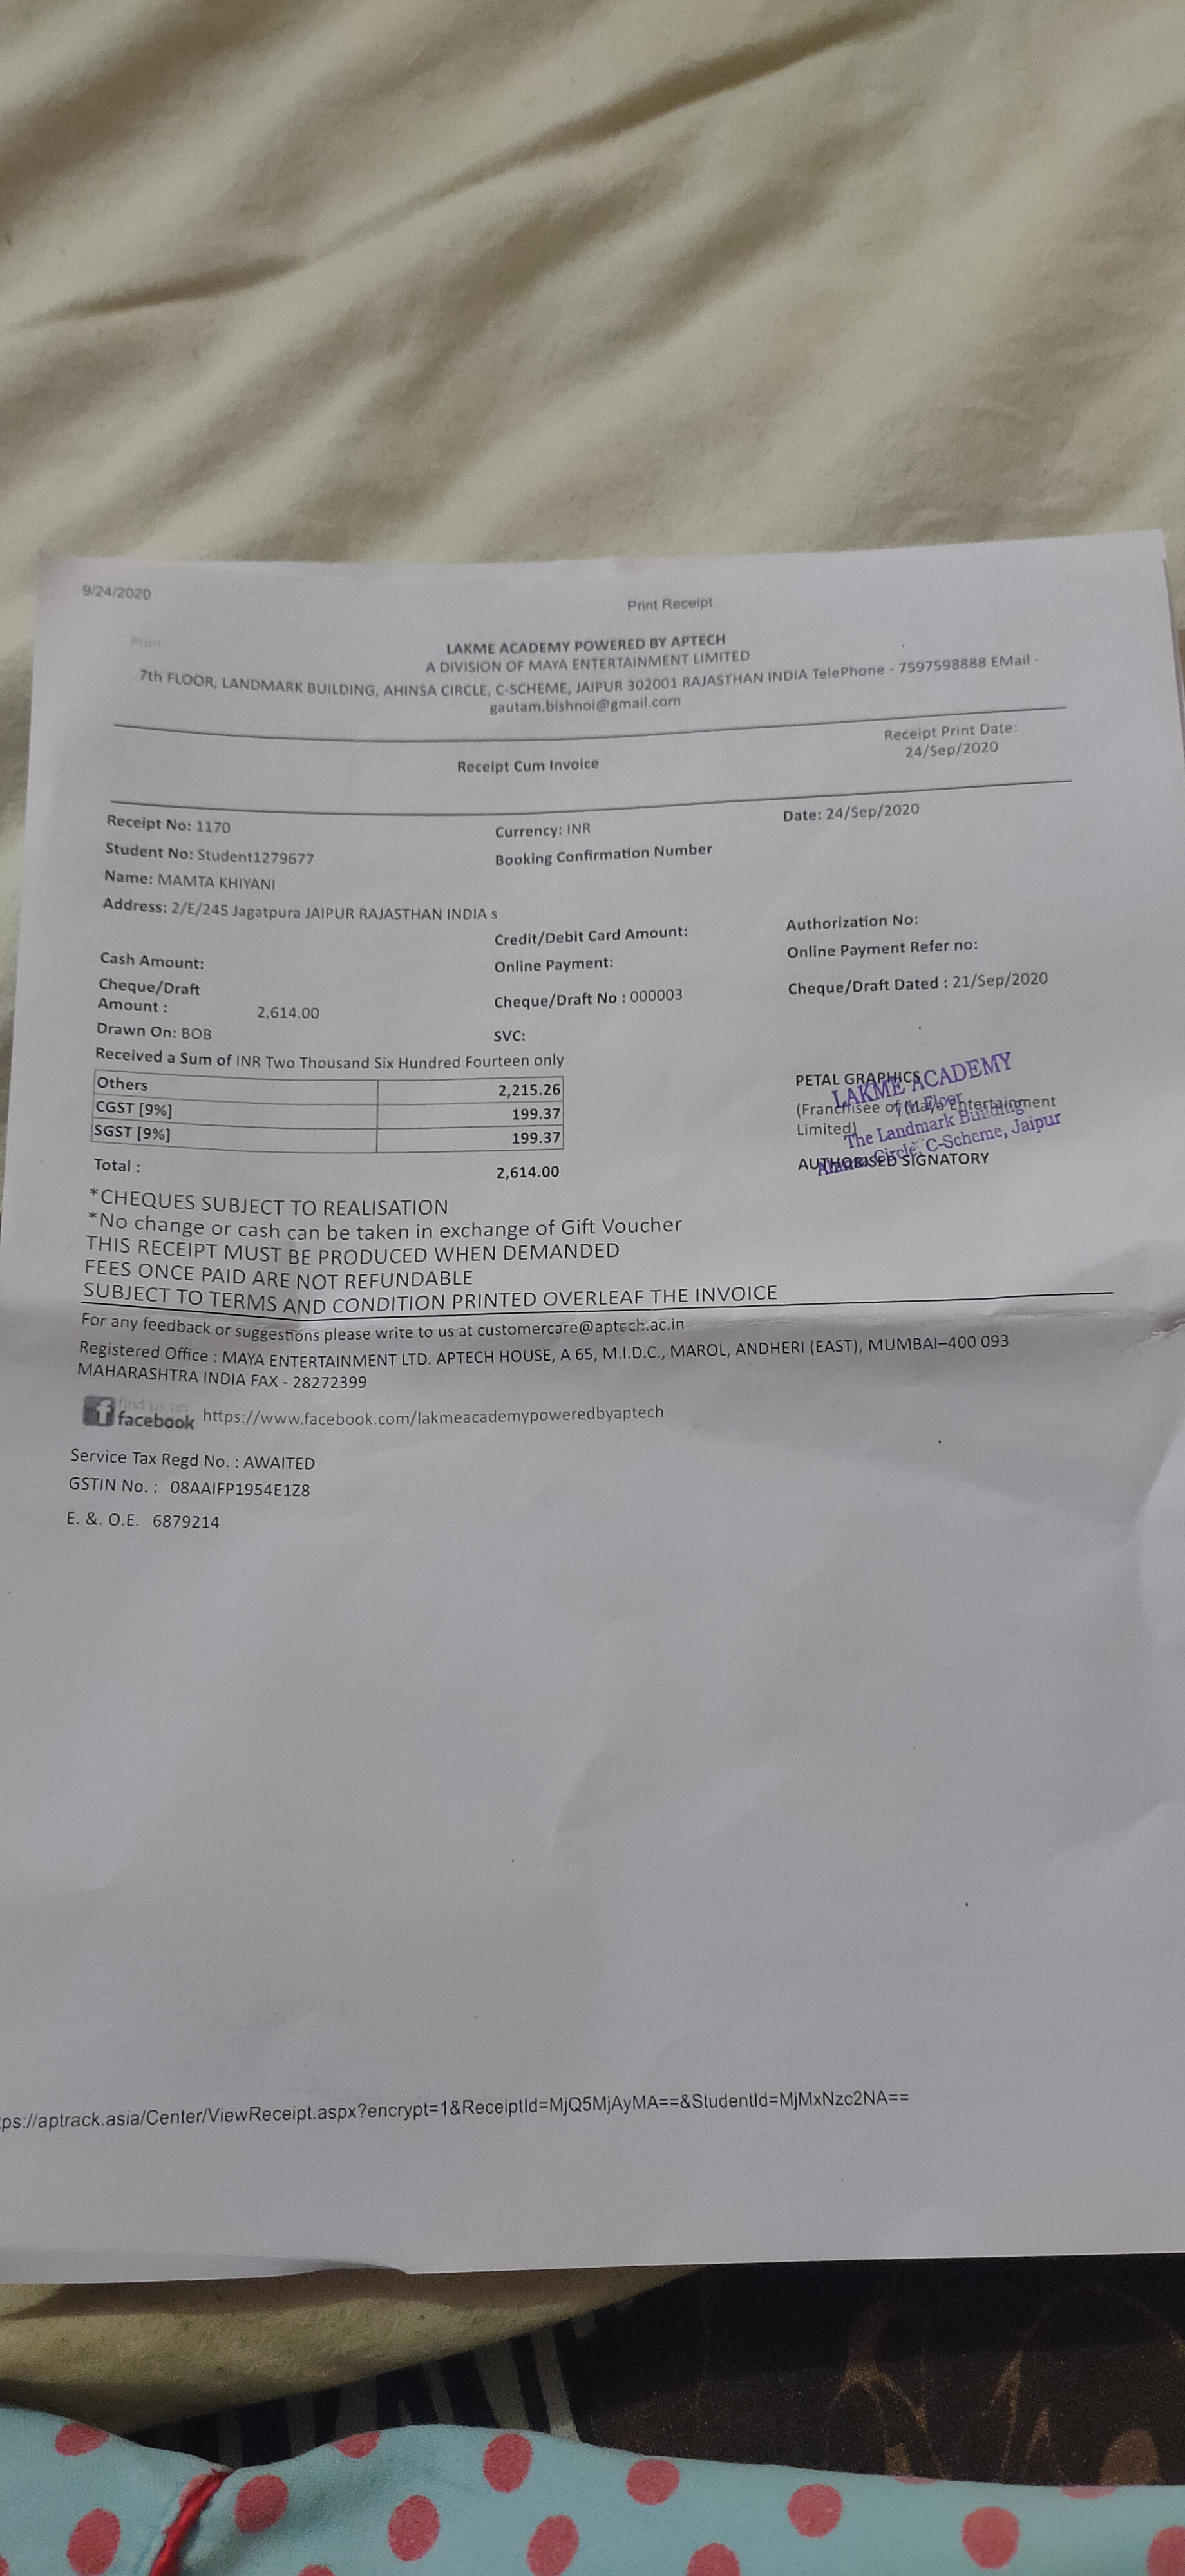 9/24/2020
Print Receipt
Print
LAKME ACADEMY POWERED BY APTECH
A DIVISION OF MAYA ENTERTAINMENT LIMITED
7th FLOOR, LANDMARK BUILDING, AHINSA CIRCLE, C-SCHEME, JAIPUR 302001 RAJASTHAN INDIA TelePhone - 7597598888 EMail -
gautam.bishnoi@gmail.com
Receipt Print Date:
24/Sep/2020
Receipt Cum Invoice
Receipt No: 1170
Currency: INR
Date: 24/Sep/2020
Student No: Student1279677
Booking Confirmation Number
Name: MAMTA KHIYANI
Address: 2/E/245 Jagatpura JAIPUR RAJASTHAN INDIA s
Credit/Debit Card Amount:
Authorization No:
Cash Amount:
Online Payment:
Online Payment Refer no:
Cheque/Draft
Amount : 2,614.00
Cheque/Draft No : 000003
Cheque/Draft Dated : 21/Sep/2020
Drawn On: BOB
SVC:
Received a Sum of INR Two Thousand Six Hundred Fourteen only
Others 2,215.26
CGST [9%] 199.37
SGST [9%] 199.37
Total : 2,614.00
PETAL GRAPHICS
(Franchisee of Maya Entertainment
Limited)
AUTHORISED SIGNATORY
LAKME ACADEMY
Floor
The Landmark Building
Circle, C-Scheme, Jaipur
*CHEQUES SUBJECT TO REALISATION
*No change or cash can be taken in exchange of Gift Voucher
THIS RECEIPT MUST BE PRODUCED WHEN DEMANDED
FEES ONCE PAID ARE NOT REFUNDABLE
SUBJECT TO TERMS AND CONDITION PRINTED OVERLEAF THE INVOICE
For any feedback or suggestions please write to us at customercare@aptech.ac.in
Registered Office : MAYA ENTERTAINMENT LTD. APTECH HOUSE, A 65, M.I.D.C., MAROL, ANDHERI (EAST), MUMBAI–400 093
MAHARASHTRA INDIA FAX - 28272399
find us on
facebook https://www.facebook.com/lakmeacademypoweredbyaptech
Service Tax Regd No. : AWAITED
GSTIN No. : 08AAIFP1954E1Z8
E. &. O.E. 6879214
ps://aptrack.asia/Center/ViewReceipt.aspx?encrypt=1&ReceiptId=MjQ5MjAyMA==&StudentId=MjMxNzc2NA==